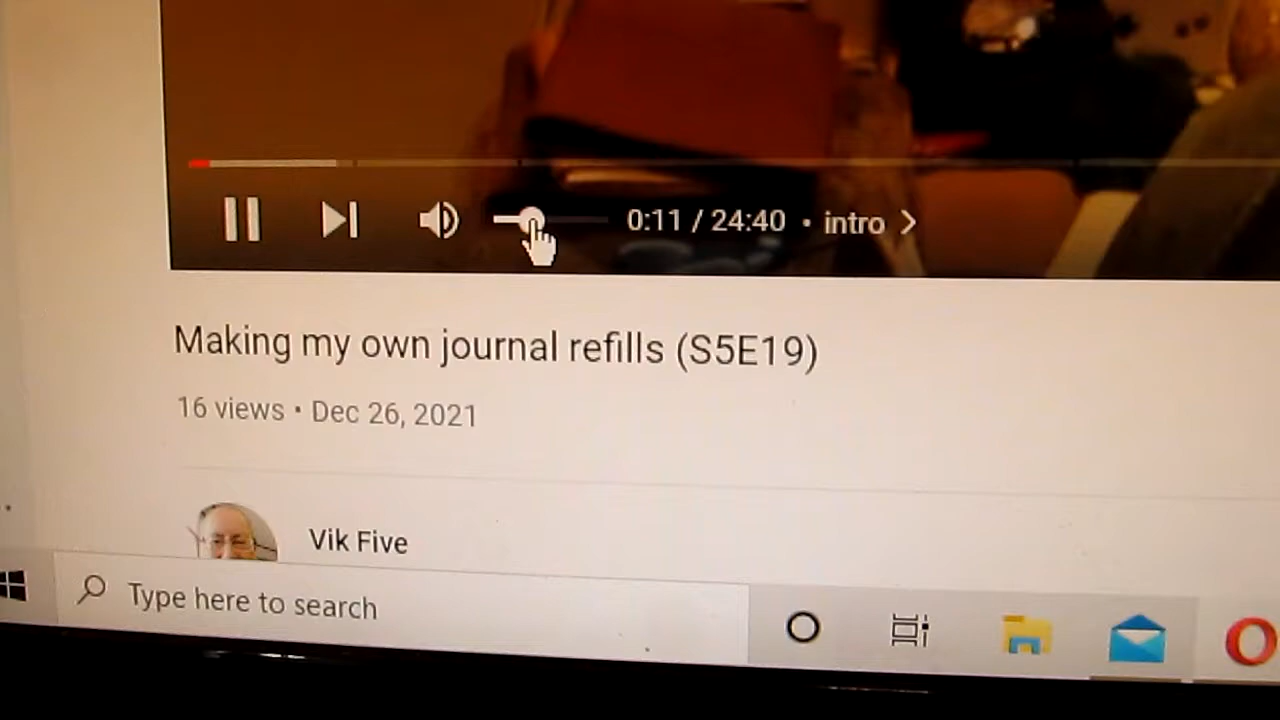 0:11 / 24:40 • intro >
Making my own journal refills (S5E19)
16 views • Dec 26, 2021
Vik Five
Type here to search